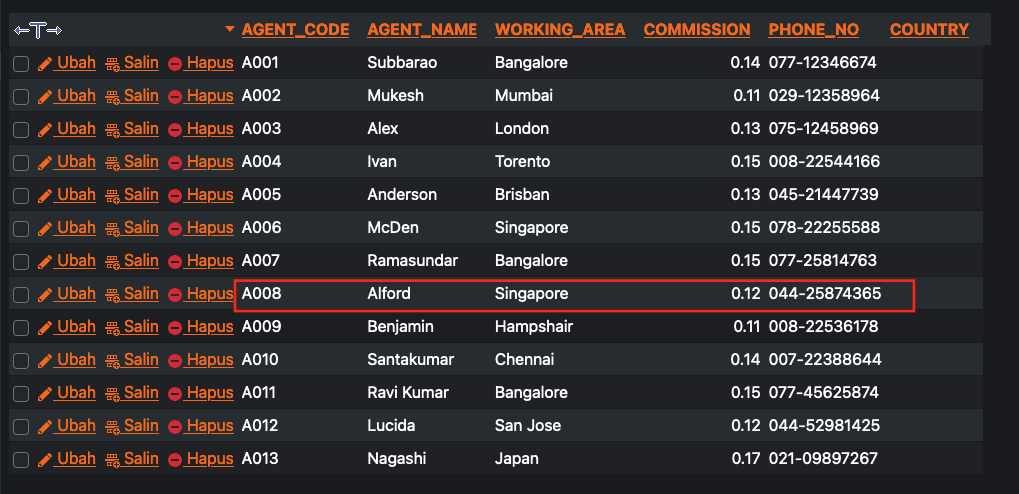 AGENT_CODE AGENT_NAME WORKING_AREA COMMISSION PHONE_NO COUNTRY
Ubah Salin Hapus A001 Subbarao Bangalore 0.14 077-12346674
Ubah Salin Hapus A002 Mukesh Mumbai 0.11 029-12358964
Ubah Salin Hapus A003 Alex London 0.13 075-12458969
Ubah Salin Hapus A004 Ivan Torento 0.15 008-22544166
Ubah Salin Hapus A005 Anderson Brisban 0.13 045-21447739
Ubah Salin Hapus A006 McDen Singapore 0.15 078-22255588
Ubah Salin Hapus A007 Ramasundar Bangalore 0.15 077-25814763
Ubah Salin Hapus A008 Alford Singapore 0.12 044-25874365
Ubah Salin Hapus A009 Benjamin Hampshair 0.11 008-22536178
Ubah Salin Hapus A010 Santakumar Chennai 0.14 007-22388644
Ubah Salin Hapus A011 Ravi Kumar Bangalore 0.15 077-45625874
Ubah Salin Hapus A012 Lucida San Jose 0.12 044-52981425
Ubah Salin Hapus A013 Nagashi Japan 0.17 021-09897267